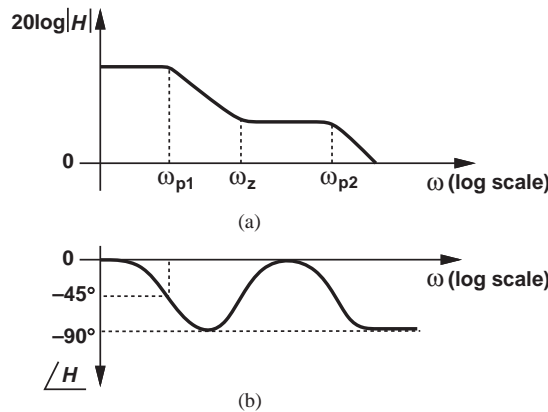 20log|H|
0
ωp1 ωz ωp2 ω (log scale)
(a)
0
ω (log scale)
−45°
−90°
/H
(b)